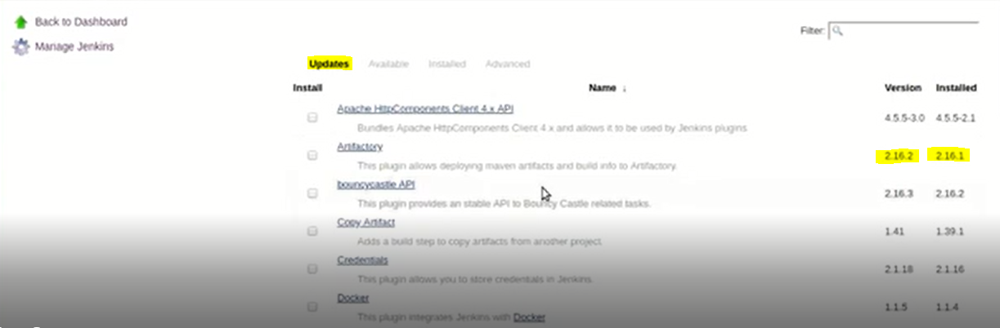 Back to Dashboard
Manage Jenkins
Filter:
Updates Available Installed Advanced
Install Name ↓ Version Installed
Apache HttpComponents Client 4.x API
Bundles Apache HttpComponents Client 4.x and allows it to be used by Jenkins plugins
4.5.5-3.0 4.5.5-2.1
Artifactory
This plugin allows deploying maven artifacts and build info to Artifactory.
2.16.2 2.16.1
bouncycastle API
This plugin provides an stable API to Bouncy Castle related tasks.
2.16.3 2.16.2
Copy Artifact
Adds a build step to copy artifacts from another project.
1.41 1.39.1
Credentials
This plugin allows you to store credentials in Jenkins.
2.1.18 2.1.16
Docker
This plugin integrates Jenkins with Docker
1.1.5 1.1.4